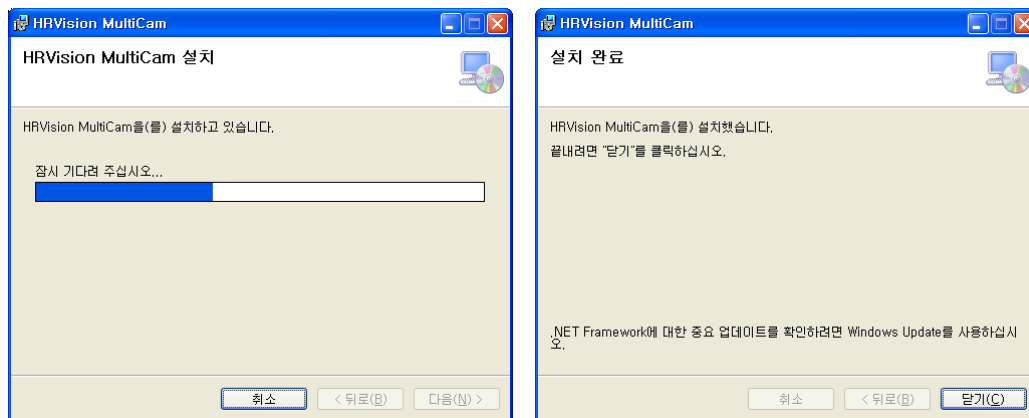 HRVision MultiCam
HRVision MultiCam 설치
HRVision MultiCam을(를) 설치하고 있습니다.
잠시 기다려 주십시오...
취소
< 뒤로(B)
다음(N) >
HRVision MultiCam
설치 완료
HRVision MultiCam을(를) 설치했습니다.
끝내려면 "닫기"를 클릭하십시오.
.NET Framework에 대한 중요 업데이트를 확인하려면 Windows Update를 사용하십시
오.
취소
< 뒤로(B)
닫기(C)